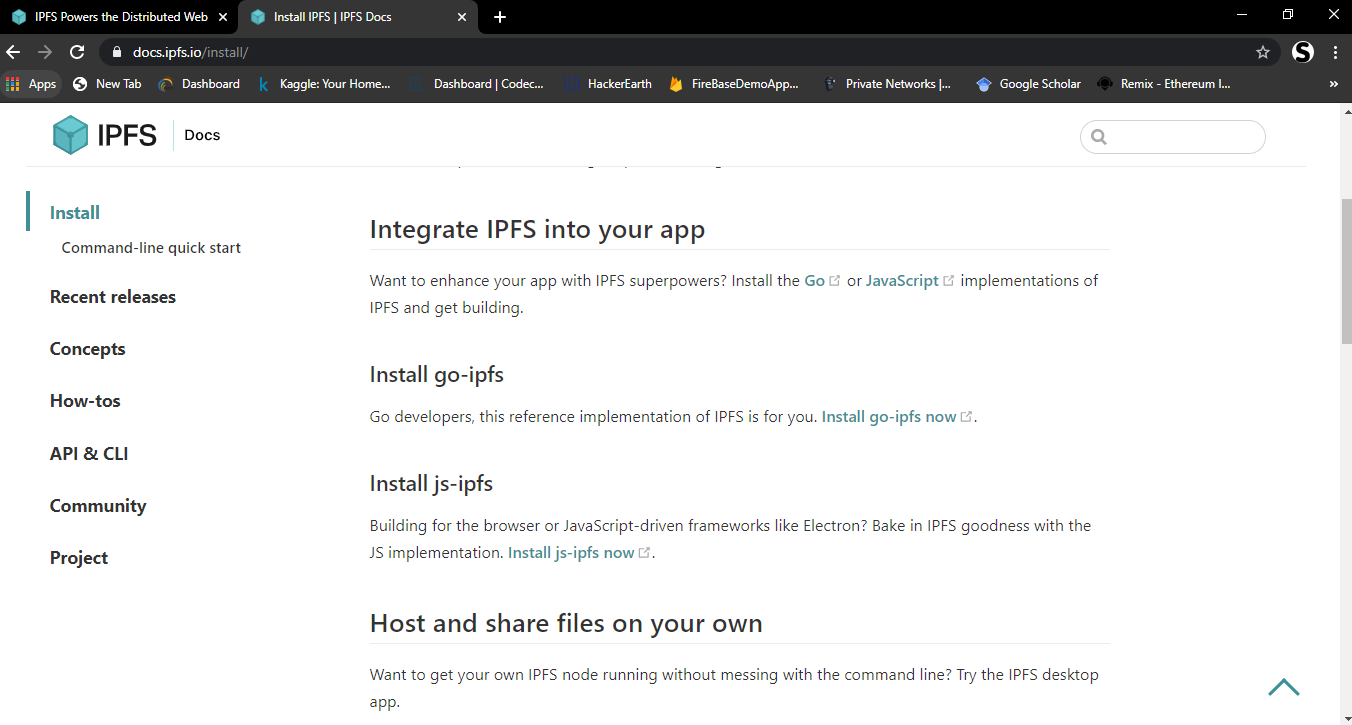 IPFS Powers the Distributed Web
Install IPFS | IPFS Docs
docs.ipfs.io/install/
Apps New Tab Dashboard Kaggle: Your Home... Dashboard | Codec... HackerEarth FireBaseDemoApp... Private Networks |... Google Scholar Remix - Ethereum I... »
IPFS Docs
Install
Command-line quick start
Recent releases
Concepts
How-tos
API & CLI
Community
Project
Integrate IPFS into your app
Want to enhance your app with IPFS superpowers? Install the Go or JavaScript implementations of
IPFS and get building.
Install go-ipfs
Go developers, this reference implementation of IPFS is for you. Install go-ipfs now.
Install js-ipfs
Building for the browser or JavaScript-driven frameworks like Electron? Bake in IPFS goodness with the
JS implementation. Install js-ipfs now.
Host and share files on your own
Want to get your own IPFS node running without messing with the command line? Try the IPFS desktop
app.